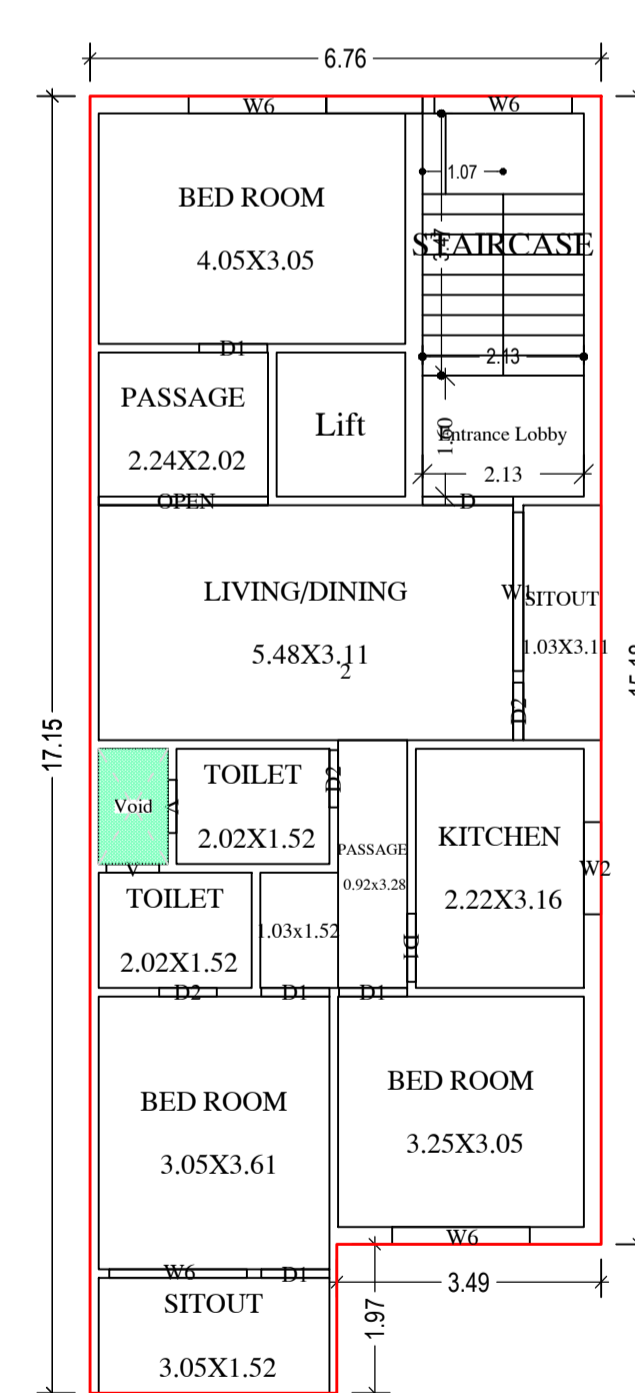 6.76
W6
W6
1.07
BED ROOM
4.05X3.05
STAIRCASE
3.47
D1
2.13
PASSAGE
2.24X2.02
Lift
Entrance Lobby
1.60
2.13
OPEN
D
LIVING/DINING
5.48X3.11
2
W1
SITOUT
1.03X3.11
D2
17.15
Void
V
TOILET
2.02X1.52
D2
PASSAGE
0.92x3.28
KITCHEN
2.22X3.16
W2
V
TOILET
2.02X1.52
1.03x1.52
D1
D2
D1
D1
BED ROOM
3.05X3.61
BED ROOM
3.25X3.05
W6
W6
D1
3.49
1.97
SITOUT
3.05X1.52